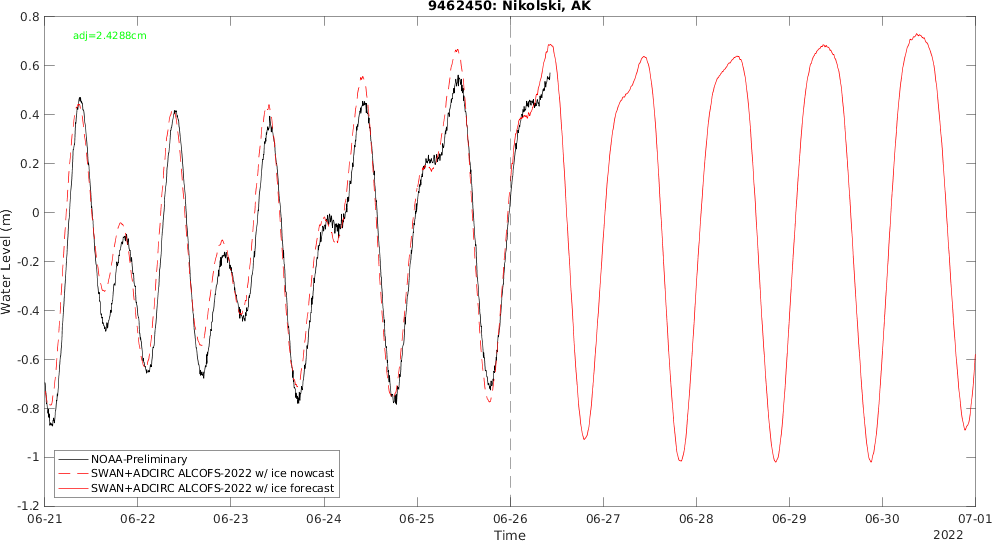 9462450: Nikolski, AK
adj=2.4288cm
Water Level (m)
0.8
0.6
0.4
0.2
0
-0.2
-0.4
-0.6
-0.8
-1
-1.2
NOAA-Preliminary
SWAN+ADCIRC ALCOFS-2022 w/ ice nowcast
SWAN+ADCIRC ALCOFS-2022 w/ ice forecast
06-21 06-22 06-23 06-24 06-25 06-26 06-27 06-28 06-29 06-30 07-01
Time
2022